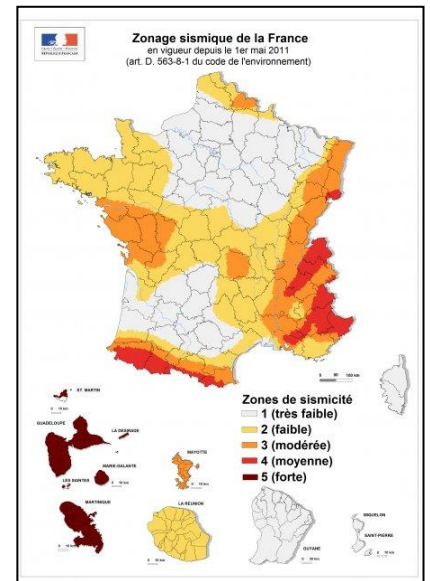 RÉPUBLIQUE FRANÇAISE
Zonage sismique de la France
en vigueur depuis le 1er mai 2011
(art. D. 563-8-1 du code de l'environnement)
ST MARTIN
GUADELOUPE
LA DESIRADE
MARIE-GALANTE
LES SAINTES
MARTINIQUE
MAYOTTE
LA RÉUNION
Zones de sismicité
1 (très faible)
2 (faible)
3 (modérée)
4 (moyenne)
5 (forte)
GUYANE
MIQUELON
SAINT-PIERRE